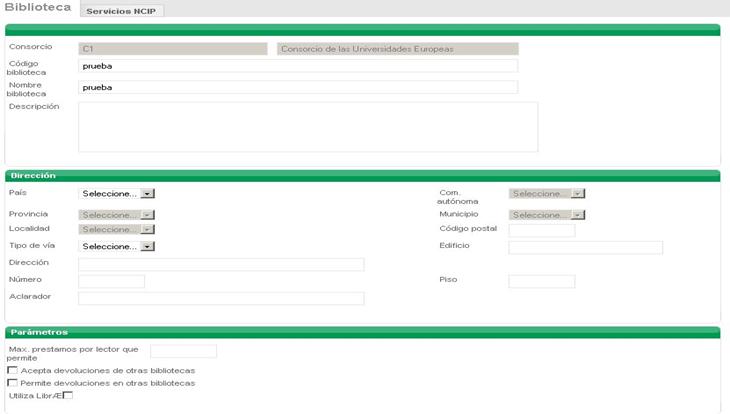 Biblioteca Servicios NCIP
Consorcio C1 Consorcio de las Universidades Europeas
Código biblioteca prueba
Nombre biblioteca prueba
Descripción
Dirección
País Seleccione... Com. autónoma Seleccione...
Provincia Seleccione... Municipio Seleccione...
Localidad Seleccione... Código postal
Tipo de vía Seleccione... Edificio
Dirección
Número Piso
Aclarador
Parámetros
Max.. prestamos por lector que
permite
Acepta devoluciones de otras bibliotecas
Permite devoluciones en otras bibliotecas
Utiliza LibrÆ